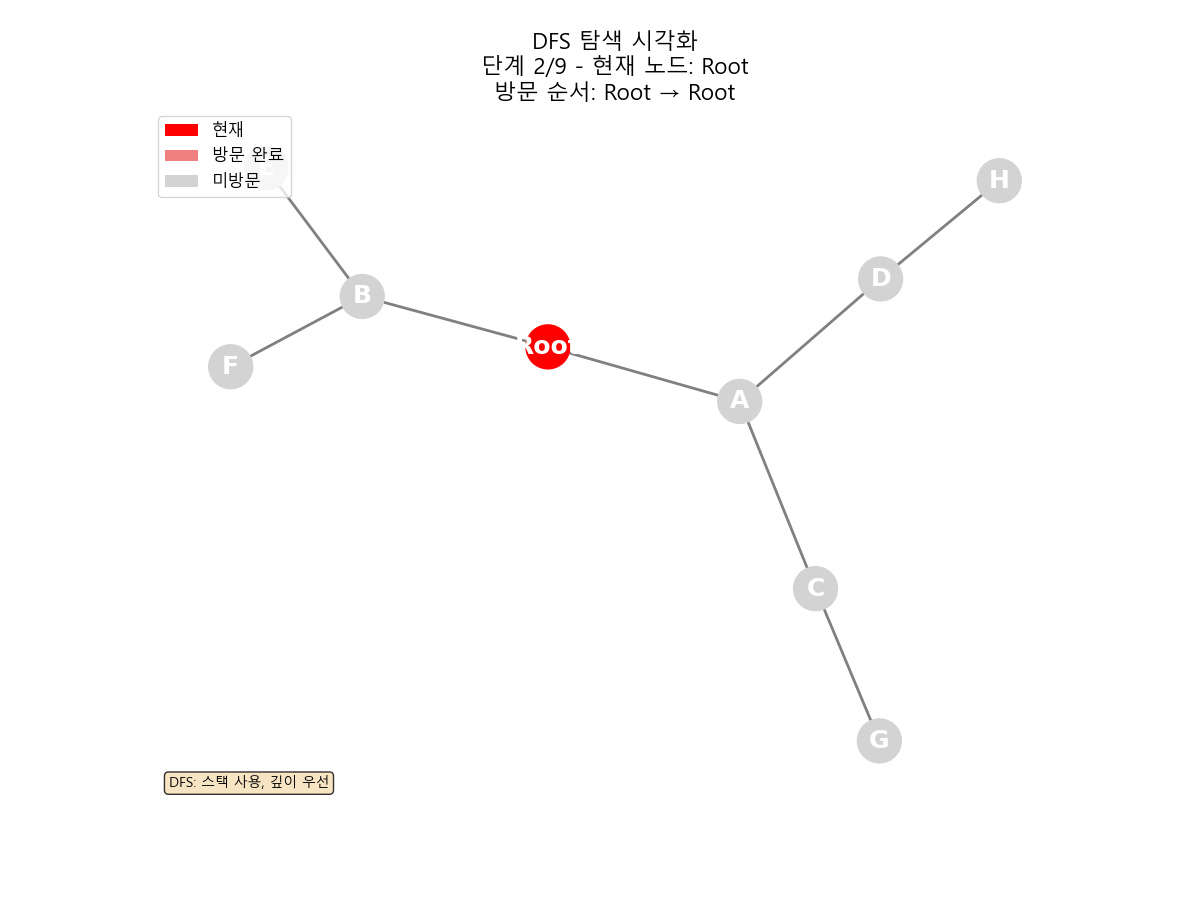 DFS 탐색 시각화
단계 2/9 - 현재 노드: Root
방문 순서: Root → Root
현재
방문 완료
미방문
H
D
B
Root
F
A
C
G
DFS: 스택 사용, 깊이 우선